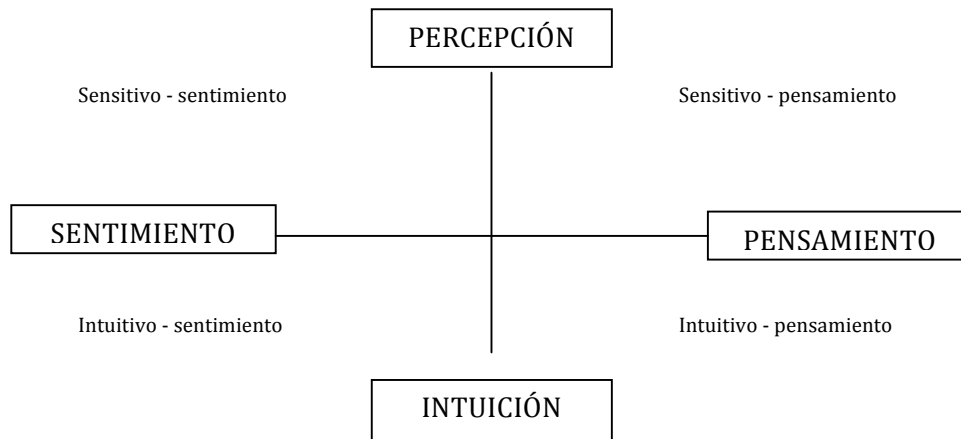 PERCEPCIÓN
Sensitivo - sentimiento
Sensitivo - pensamiento
SENTIMIENTO
PENSAMIENTO
Intuitivo - sentimiento
Intuitivo - pensamiento
INTUICIÓN